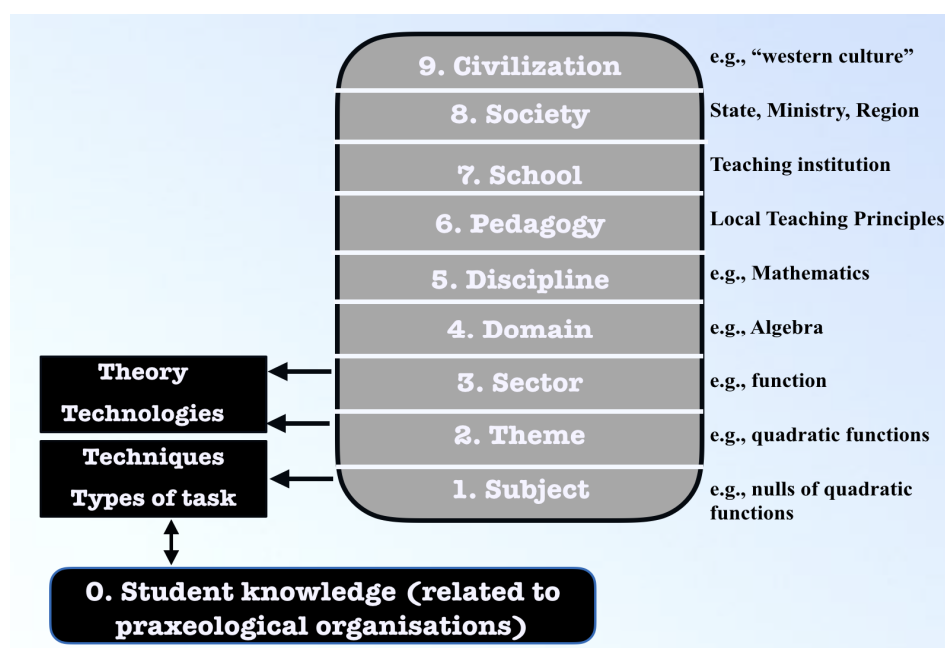 9. Civilization
e.g., “western culture”
8. Society
State, Ministry, Region
7. School
Teaching institution
6. Pedagogy
Local Teaching Principles
5. Discipline
e.g., Mathematics
4. Domain
e.g., Algebra
Theory
Technologies
3. Sector
e.g., function
2. Theme
e.g., quadratic functions
Techniques
Types of task
1. Subject
e.g., nulls of quadratic
functions
0. Student knowledge (related to
praxeological organisations)